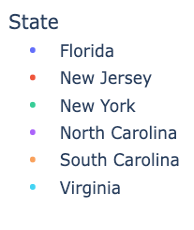 State
Florida
New Jersey
New York
North Carolina
South Carolina
Virginia